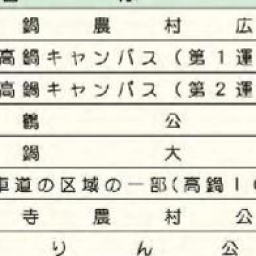 鍋 農 村 広
高鍋キャンパス（第１運
高鍋キャンパス（第２運
鶴 公
鍋 大
車道の区域の一部(高鍋ＩＣ
寺 農 村 公
り ん 公